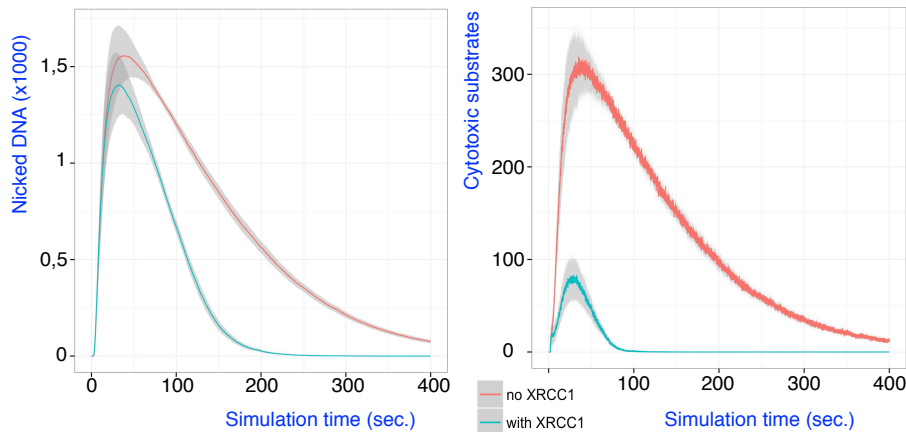 Nicked DNA (x1000)
1,5
1
0,5
0
0
100
200
300
400
Simulation time (sec.)
Cytotoxic substrates
300
200
100
0
100
200
300
400
Simulation time (sec.)
no XRCC1
with XRCC1